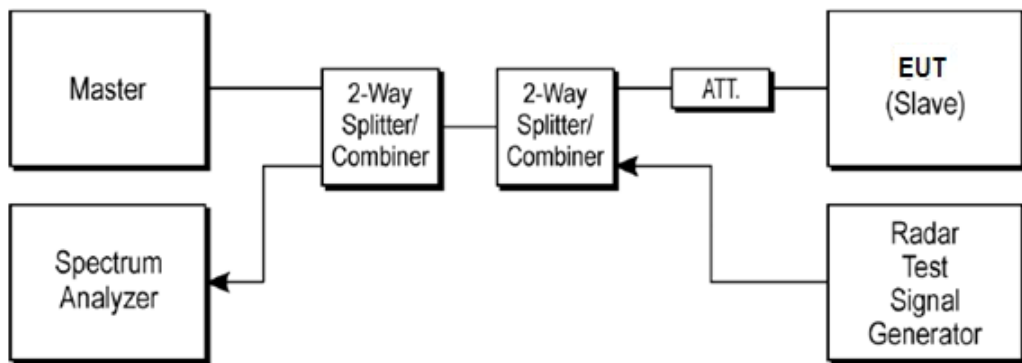 Master
2-Way
Splitter/
Combiner
2-Way
Splitter/
Combiner
ATT.
EUT
(Slave)
Spectrum
Analyzer
Radar
Test
Signal
Generator